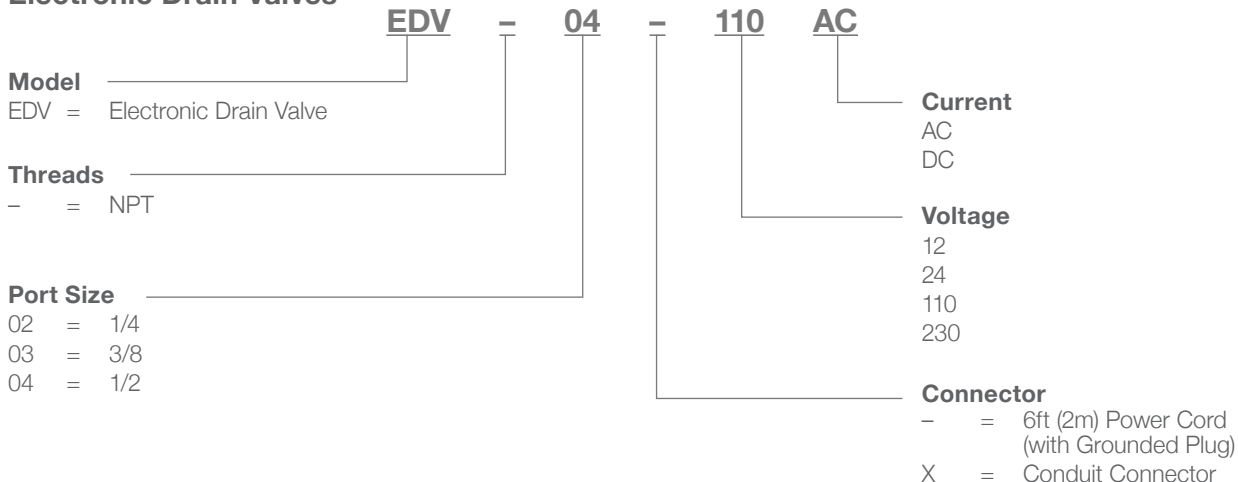 Electronic Drain Valves
EDV – 04 – 110 AC
Model
EDV = Electronic Drain Valve
Threads
– = NPT
Port Size
02 = 1/4
03 = 3/8
04 = 1/2
Current
AC
DC
Voltage
12
24
110
230
Connector
– = 6ft (2m) Power Cord
(with Grounded Plug)
X = Conduit Connector